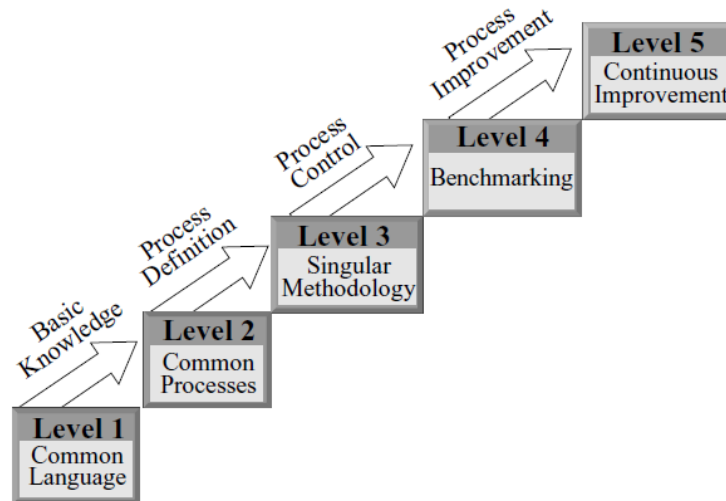 Level 1
Common
Language
Basic
Knowledge
Level 2
Common
Processes
Process
Definition
Level 3
Singular
Methodology
Process
Control
Level 4
Benchmarking
Process
Improvement
Level 5
Continuous
Improvement